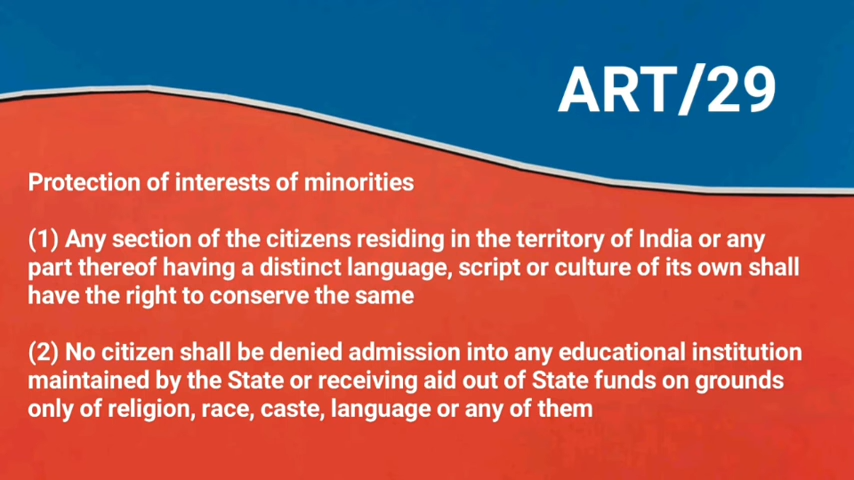 ART/29
Protection of interests of minorities
(1) Any section of the citizens residing in the territory of India or any
part thereof having a distinct language, script or culture of its own shall
have the right to conserve the same
(2) No citizen shall be denied admission into any educational institution
maintained by the State or receiving aid out of State funds on grounds
only of religion, race, caste, language or any of them